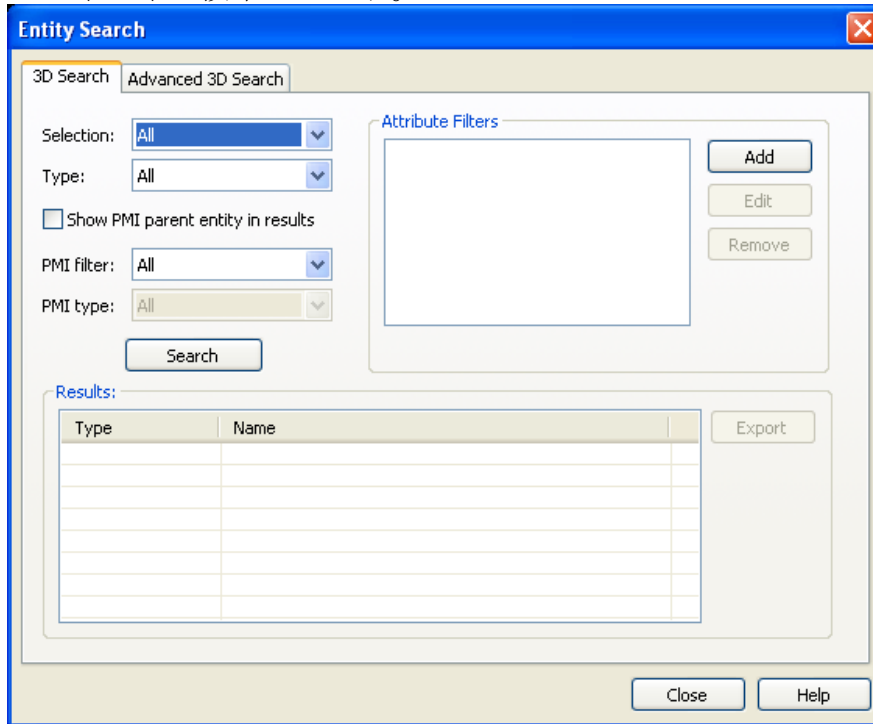 Entity Search
3D Search
Advanced 3D Search
Selection: All
Type: All
Show PMI parent entity in results
PMI filter: All
PMI type: All
Search
Attribute Filters
Add
Edit
Remove
Results:
Type Name
Export
Close Help